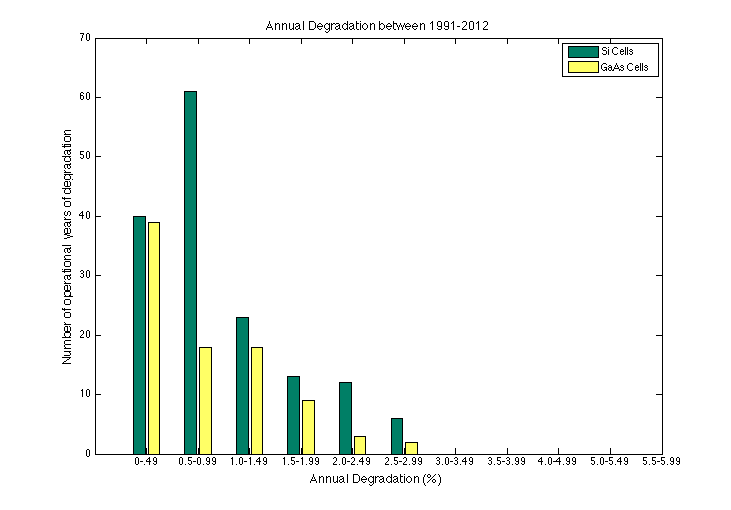 Annual Degradation between 1991-2012
Si Cells
GaAs Cells
Number of operational years of degradation
70
60
50
40
30
20
10
0
0-.49 0.5-0.99 1.0-1.49 1.5-1.99 2.0-2.49 2.5-2.99 3.0-3.49 3.5-3.99 4.0-4.99 5.0-5.49 5.5-5.99
Annual Degradation (%)